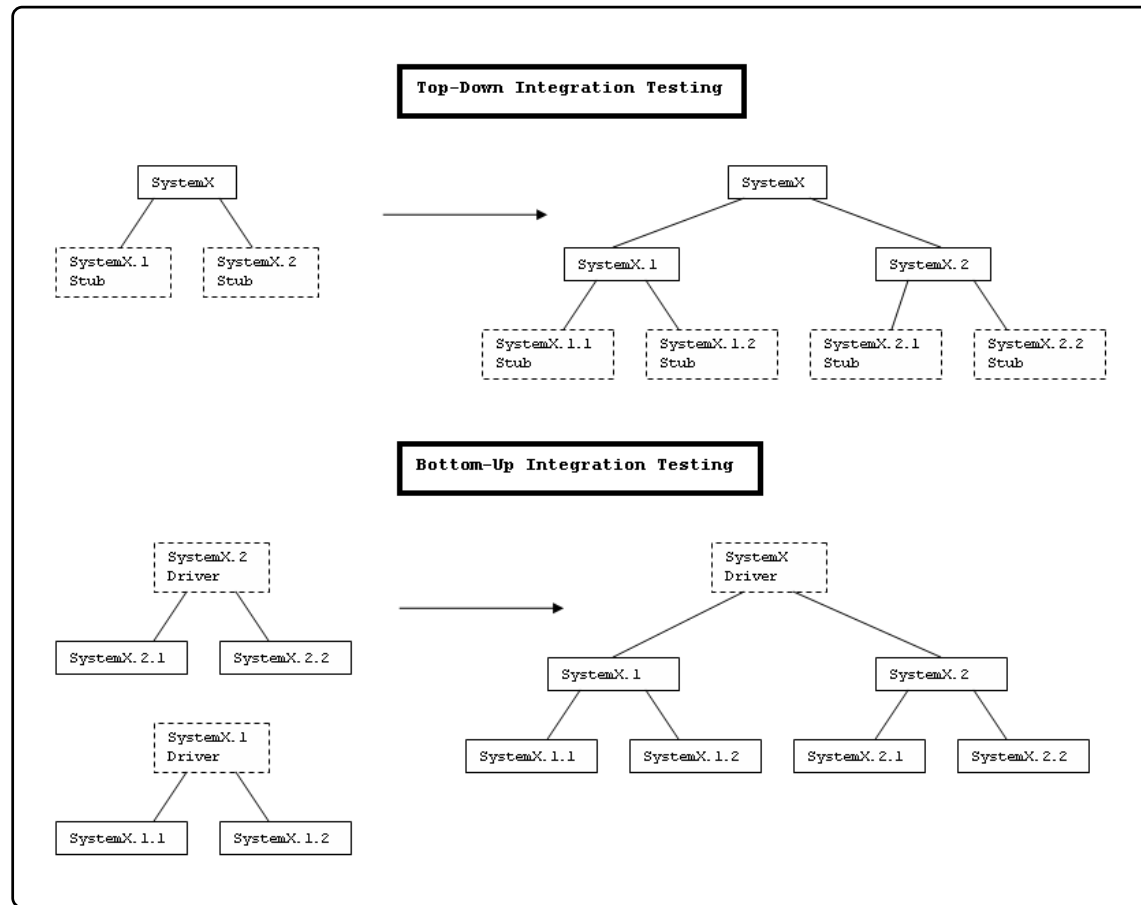 Top-Down Integration Testing
SystemX
SystemX
SystemX.1
Stub
SystemX.2
Stub
SystemX.1
SystemX.2
SystemX.1.1
Stub
SystemX.1.2
Stub
SystemX.2.1
Stub
SystemX.2.2
Stub
Bottom-Up Integration Testing
SystemX.2
Driver
SystemX
Driver
SystemX.2.1
SystemX.2.2
SystemX.1
SystemX.2
SystemX.1
Driver
SystemX.1.1
SystemX.1.2
SystemX.2.1
SystemX.2.2
SystemX.1.1
SystemX.1.2